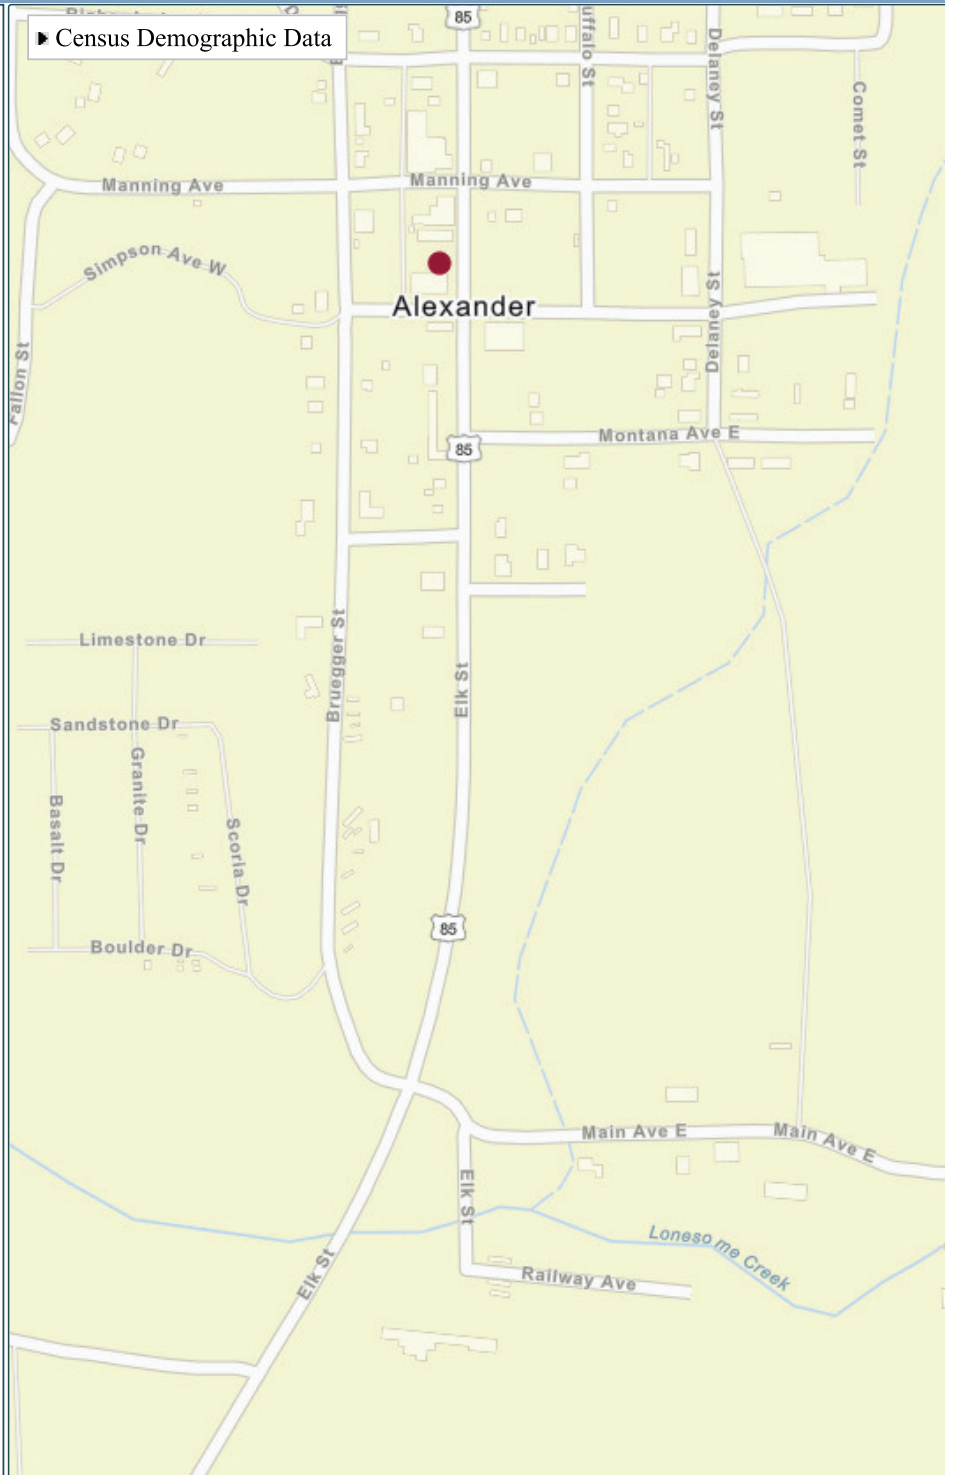 85
Census Demographic Data
Delaney St
Comet St
Manning Ave
Manning Ave
Simpson Ave W
Alexander
Delaney St
Fallon St
Montana Ave E
85
Limestone Dr
Bruegger St
Elk St
Sandstone Dr
Granite Dr
Basalt Dr
Scoria Dr
85
Boulder Dr
Main Ave E
Main Ave E
Elk St
Lonesome Creek
Elk St
Railway Ave